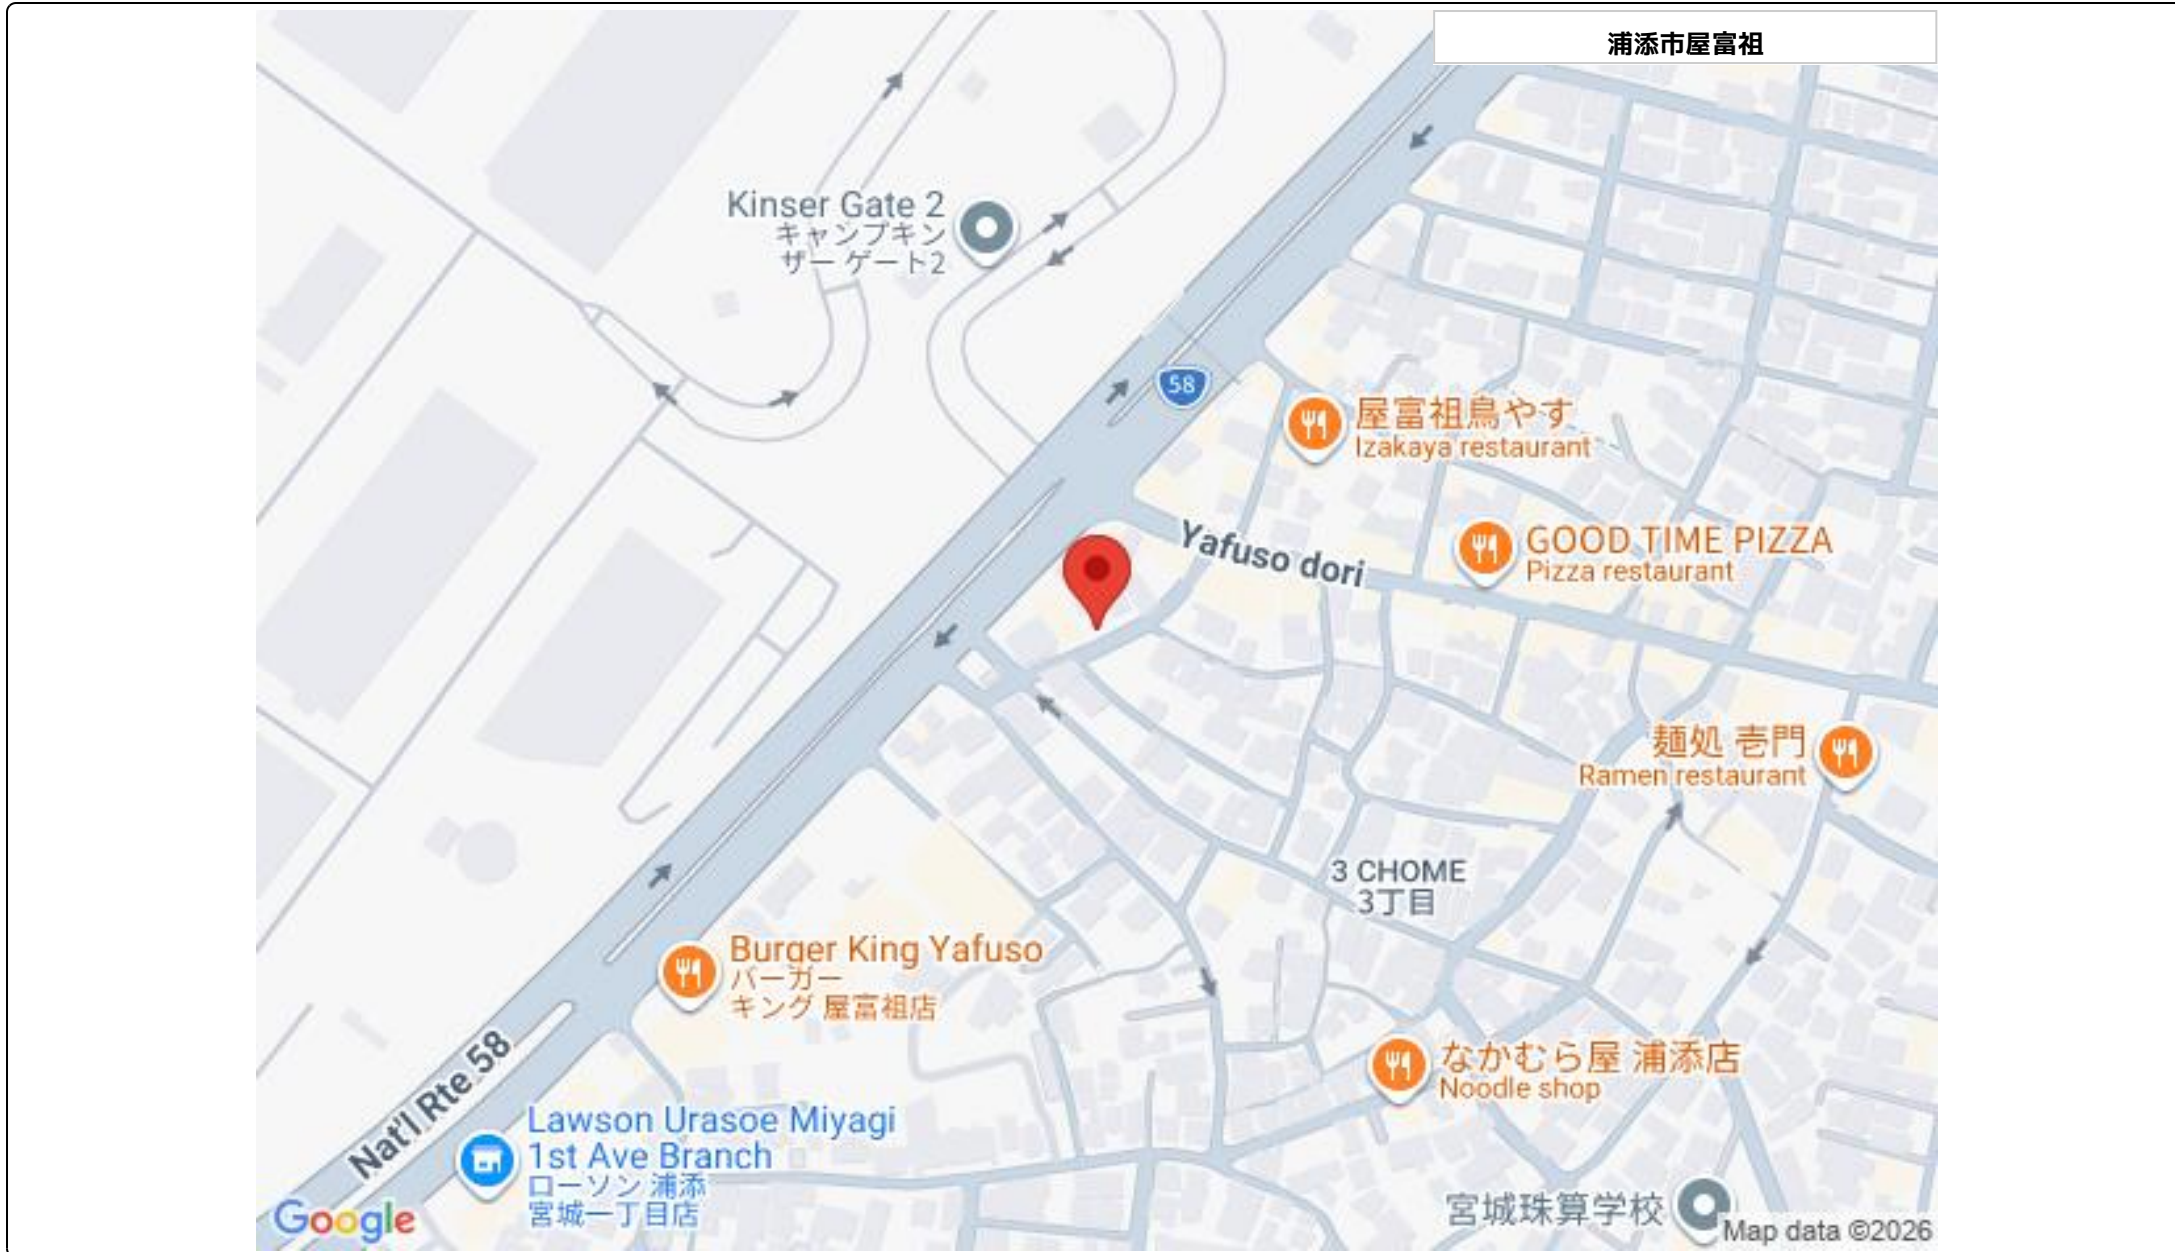 浦添市屋富祖
Kinser Gate 2
キャンプキン
ザー ゲート2
58
屋富祖鳥やす
Izakaya restaurant
Yafuso dori
GOOD TIME PIZZA
Pizza restaurant
麺処 壱門
Ramen restaurant
3 CHOME
3丁目
Burger King Yafuso
バーガー
キング 屋富祖店
Nat'l Rte 58
なかむら屋 浦添店
Noodle shop
Lawson Urasoe Miyagi
1st Ave Branch
ローソン 浦添
宮城一丁目店
宮城珠算学校
Google
Map data ©2026